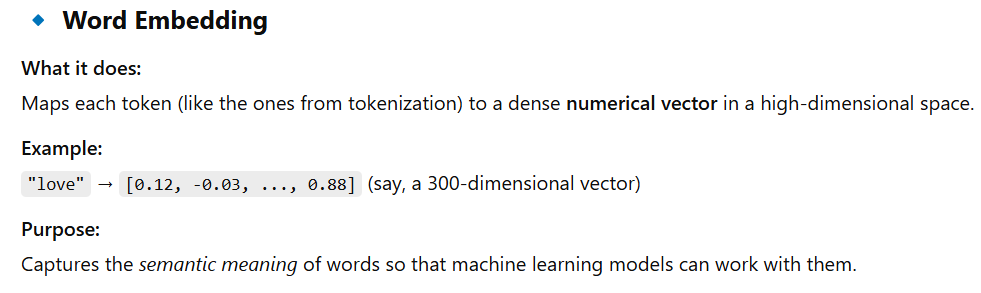 Word Embedding
What it does:
Maps each token (like the ones from tokenization) to a dense numerical vector in a high-dimensional space.
Example:
"love" → [0.12, -0.03, ..., 0.88] (say, a 300-dimensional vector)
Purpose:
Captures the semantic meaning of words so that machine learning models can work with them.